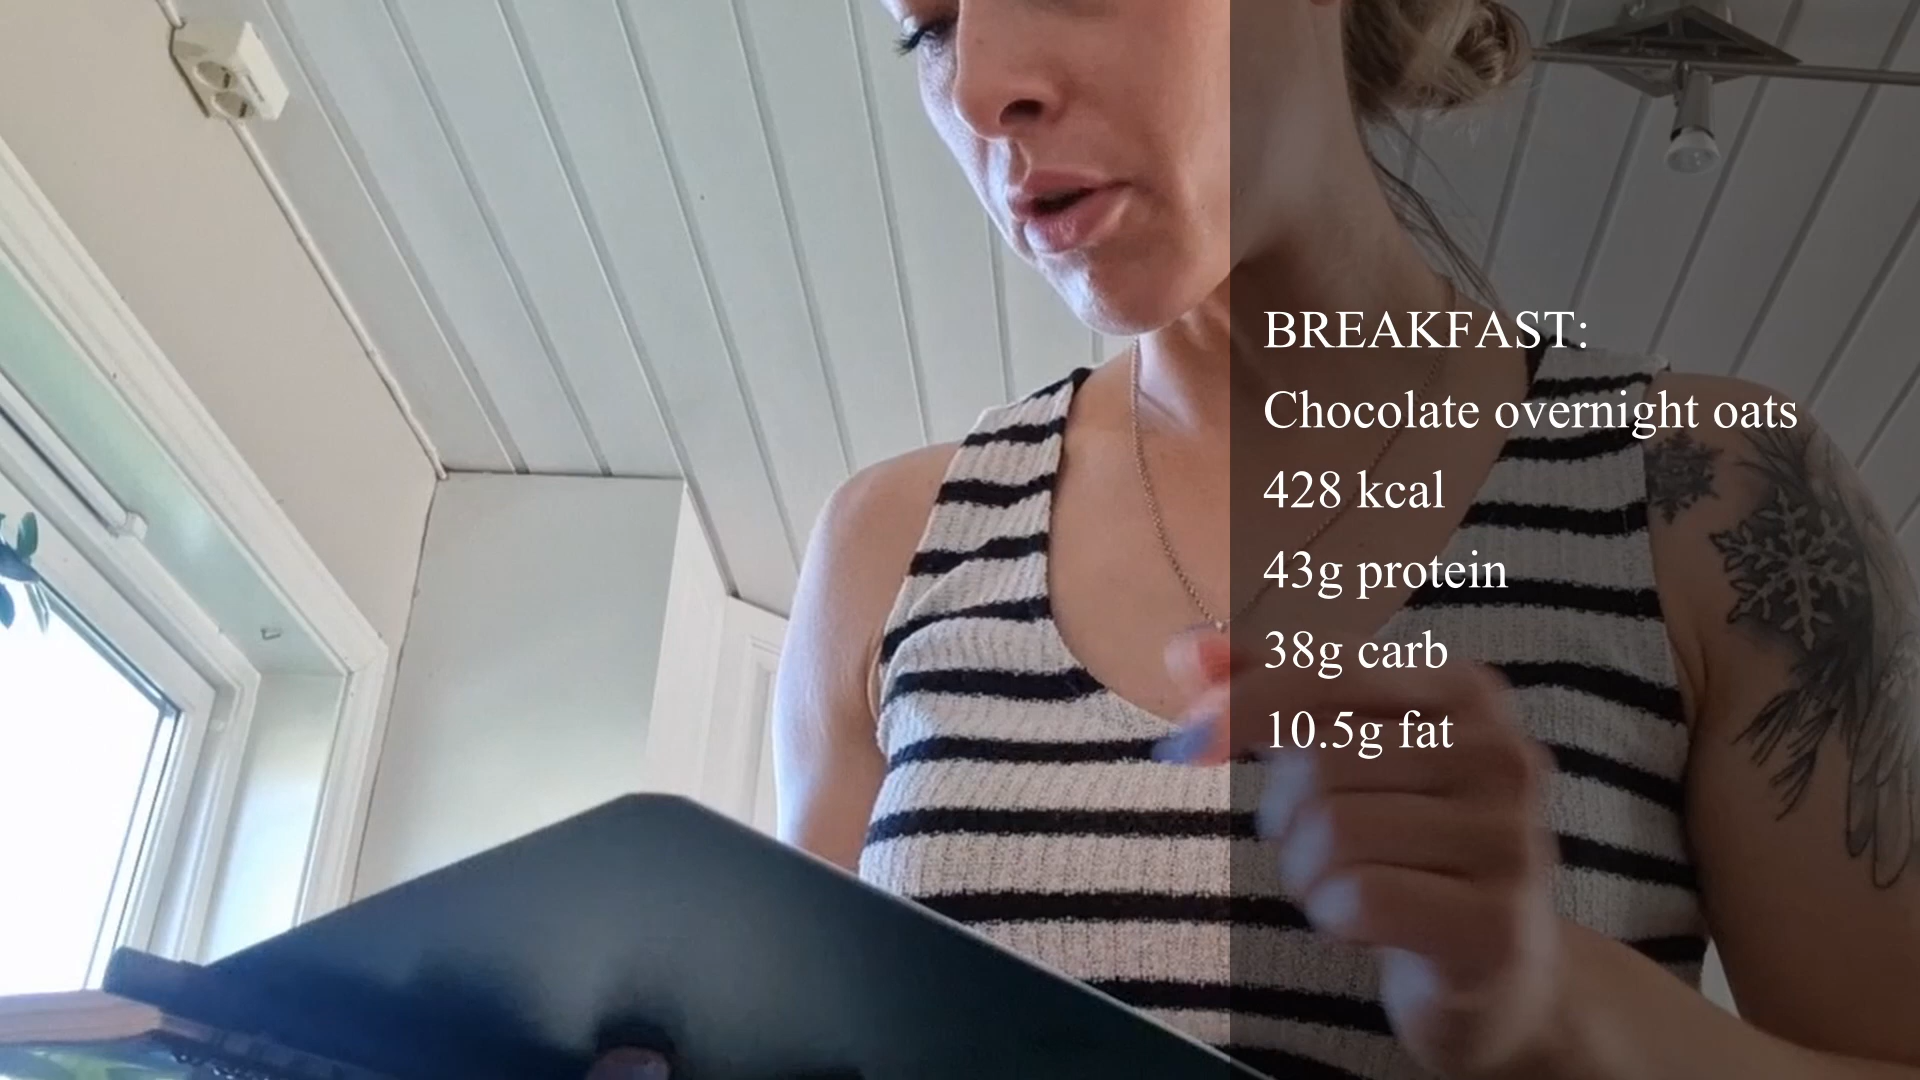 BREAKFAST:
Chocolate overnight oats
428 kcal
43g protein
38g carb
10.5g fat